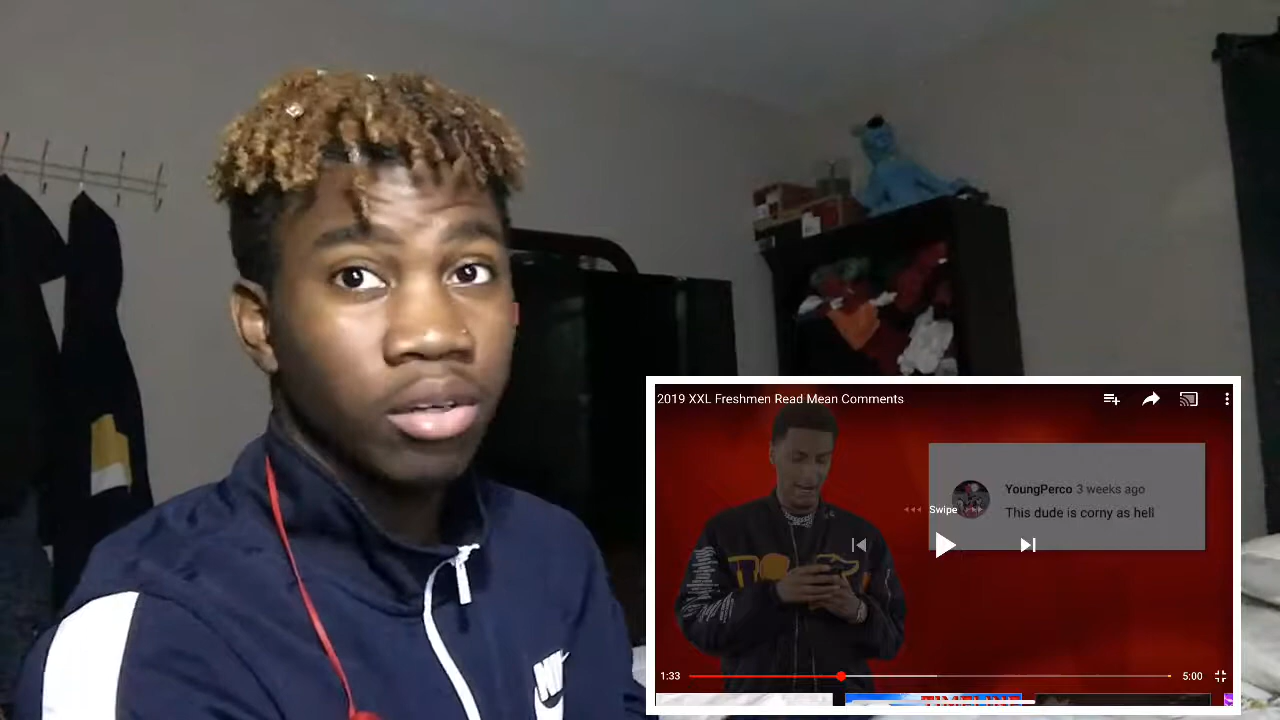 2019 XXL Freshmen Read Mean Comments
YoungPerco 3 weeks ago
This dude is corny as hell
Swipe
1:33
5:00